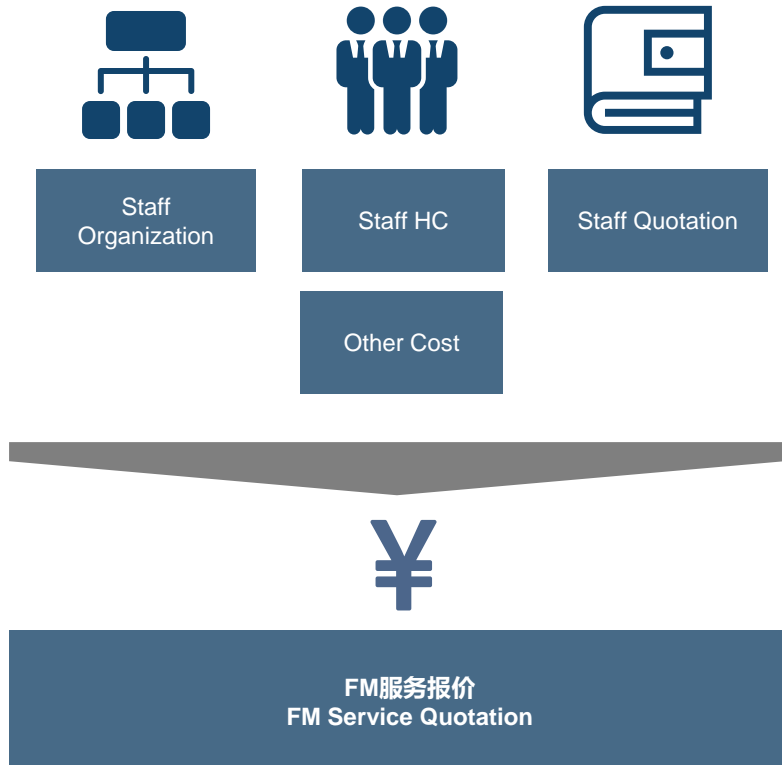 Staff
Organization
Staff HC
Staff Quotation
Other Cost
¥
FM服务报价
FM Service Quotation